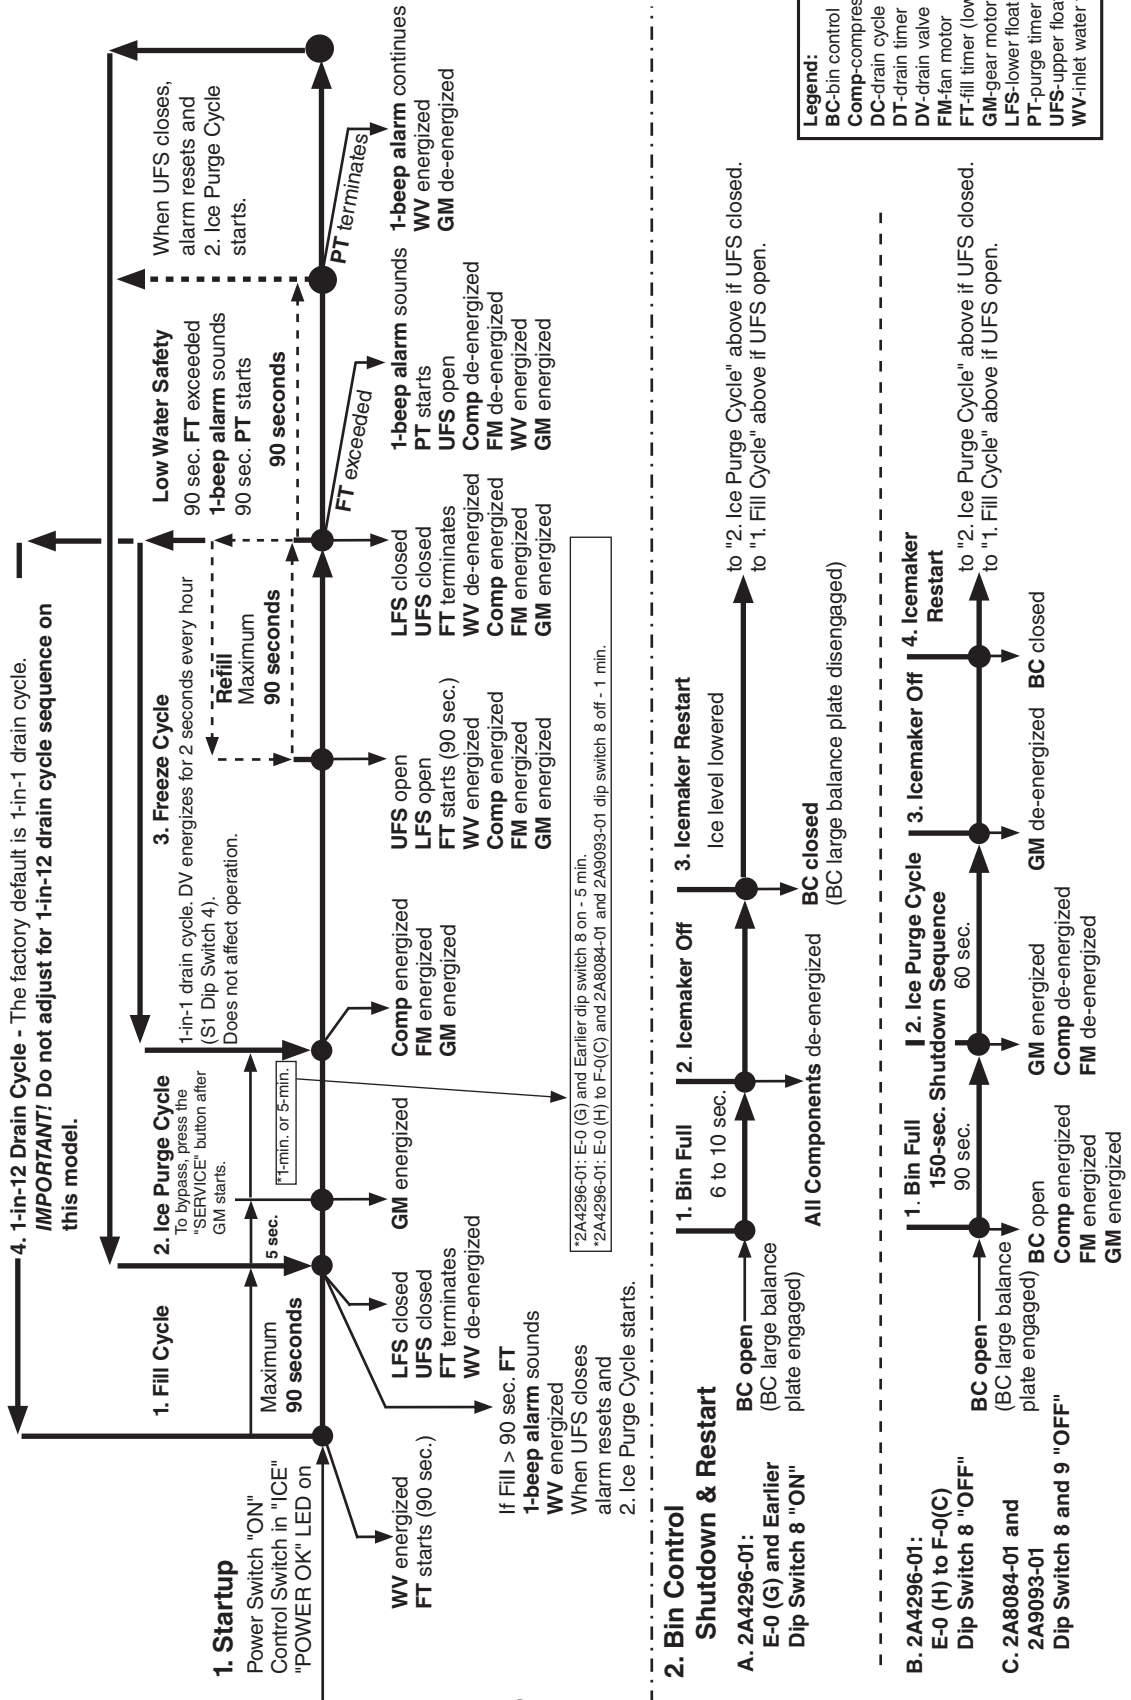 4. 1-in-12 Drain Cycle - The factory default is 1-in-1 drain cycle.
IMPORTANT! Do not adjust for 1-in-12 drain cycle sequence on
this model.
1. Startup
Power Switch "ON"
Control Switch in "ICE"
"POWER OK" LED on
1. Fill Cycle
Maximum
90 seconds
2. Ice Purge Cycle
To bypass, press the
"SERVICE" button after
GM starts.
5 sec.
*1-min. or 5-min.
3. Freeze Cycle
1-in-1 drain cycle. DV energizes for 2 seconds every hour
(S1 Dip Switch 4).
Does not affect operation.
Refill
Maximum
90 seconds
Low Water Safety
90 sec. FT exceeded
1-beep alarm sounds
90 sec. PT starts
90 seconds
When UFS closes,
alarm resets and
2. Ice Purge Cycle
starts.
FT exceeded
PT terminates
WV energized
FT starts (90 sec.)
LFS closed
UFS closed
FT terminates
WV de-energized
If Fill > 90 sec. FT
1-beep alarm sounds
WV energized
When UFS closes
alarm resets and
2. Ice Purge Cycle starts.
GM energized
Comp energized
FM energized
GM energized
UFS open
LFS open
FT starts (90 sec.)
WV energized
Comp energized
FM energized
GM energized
LFS closed
UFS closed
FT terminates
WV de-energized
Comp energized
FM energized
GM energized
1-beep alarm sounds
PT starts
UFS open
Comp de-energized
FM de-energized
WV energized
GM energized
1-beep alarm continues
WV energized
GM de-energized
*2A4296-01: E-0 (G) and Earlier dip switch 8 on - 5 min.
*2A4296-01: E-0 (H) to F-0(C) and 2A8084-01 and 2A9093-01 dip switch 8 off - 1 min.
2. Bin Control
Shutdown & Restart
A. 2A4296-01:
E-0 (G) and Earlier
Dip Switch 8 "ON"
BC open
(BC large balance
plate engaged)
1. Bin Full
6 to 10 sec.
2. Icemaker Off
All Components de-energized
3. Icemaker Restart
Ice level lowered
BC closed
(BC large balance plate disengaged)
to "2. Ice Purge Cycle" above if UFS closed.
to "1. Fill Cycle" above if UFS open.
B. 2A4296-01:
E-0 (H) to F-0(C)
Dip Switch 8 "OFF"
C. 2A8084-01 and
2A9093-01
Dip Switch 8 and 9 "OFF"
BC open
(BC large balance
plate engaged)
1. Bin Full
150-sec. Shutdown Sequence
90 sec.
2. Ice Purge Cycle
60 sec.
3. Icemaker Off
4. Icemaker
Restart
BC open
Comp energized
FM energized
GM energized
GM energized
Comp de-energized
FM de-energized
GM de-energized
BC closed
to "2. Ice Purge Cycle" above if UFS closed.
to "1. Fill Cycle" above if UFS open.
Legend:
BC-bin control
Comp-compres
DC-drain cycle
DT-drain timer
DV-drain valve
FM-fan motor
FT-fill timer (low
GM-gear motor
LFS-lower float
PT-purge timer
UFS-upper float
WV-inlet water